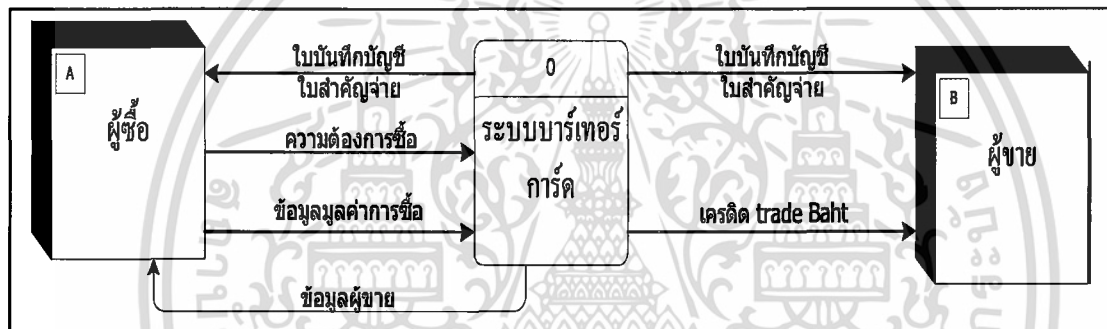 A
ผู้ซื้อ
ใบบันทึกบัญชี
ใบสำคัญจ่าย
ความต้องการซื้อ
ข้อมูลมูลค่าการซื้อ
ข้อมูลผู้ขาย
0
ระบบบาร์เทอร์
การ์ด
ใบบันทึกบัญชี
ใบสำคัญจ่าย
เครดิต trade Baht
B
ผู้ขาย